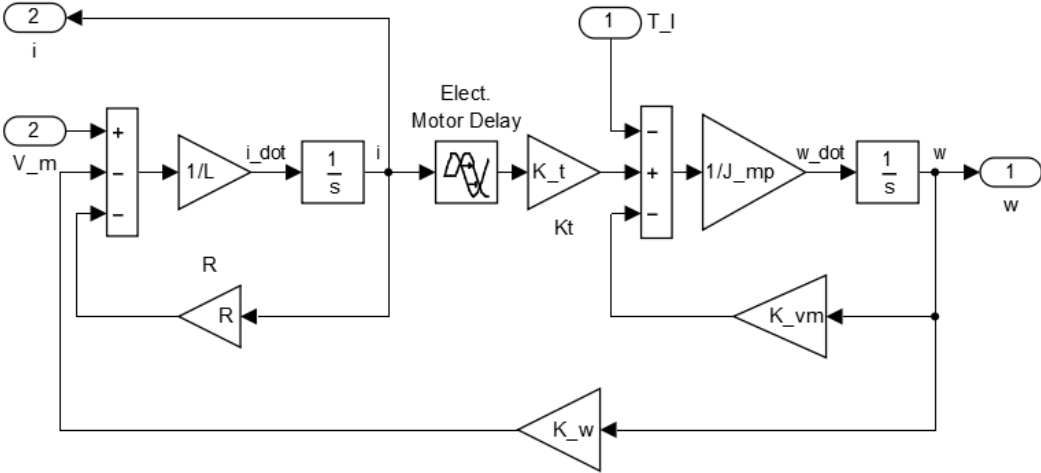 2
i
1
T_l
Elect.
Motor Delay
2
V_m
+
−
−
1/L
i_dot
1
s
i
K_t
Kt
−
+
−
1/J_mp
w_dot
1
s
w
1
w
R
R
K_vm
K_w